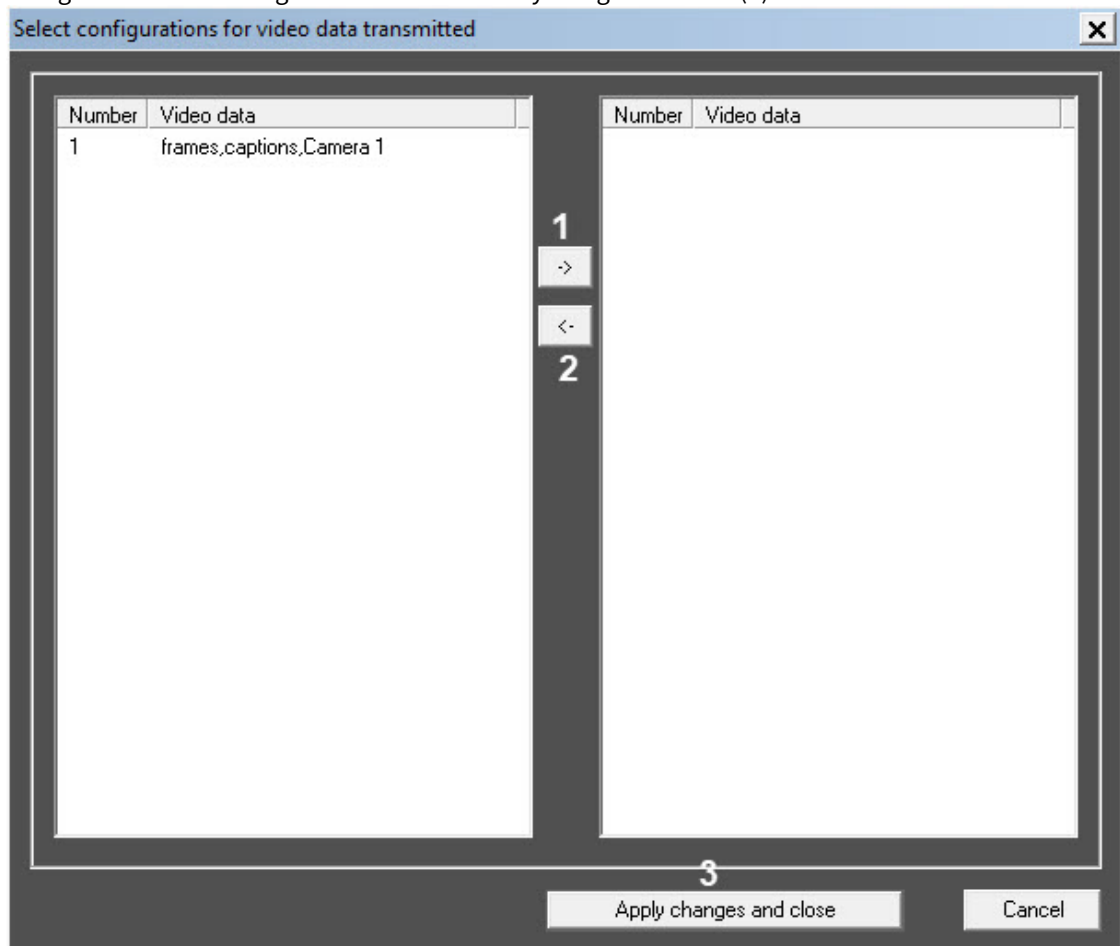 Select configurations for video data transmitted
Number Video data
1 frames,captions,Camera 1
Number Video data
1
->
<-
2
3
Apply changes and close
Cancel